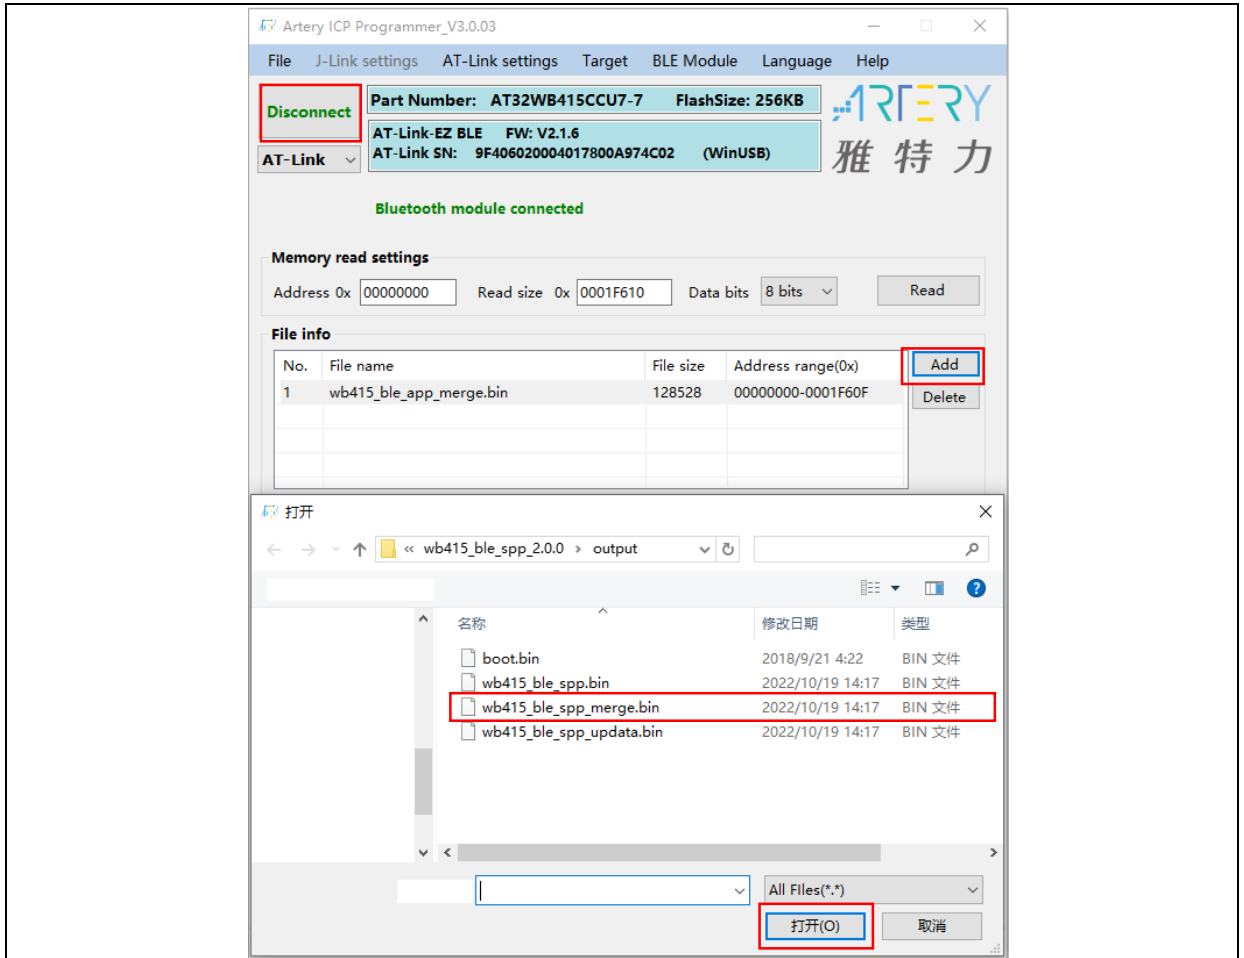 Artery ICP Programmer_V3.0.03
File J-Link settings AT-Link settings Target BLE Module Language Help
Disconnect
Part Number: AT32WB415CCU7-7 FlashSize: 256KB
ARTERY
AT-Link-EZ BLE FW: V2.1.6
AT-Link
AT-Link SN: 9F406020004017800A974C02 (WinUSB)
雅特力
Bluetooth module connected
Memory read settings
Address 0x 00000000 Read size 0x 0001F610 Data bits 8 bits Read
File info
No. File name File size Address range(0x) Add
1 wb415_ble_app_merge.bin 128528 00000000-0001F60F Delete
打开
« wb415_ble_spp_2.0.0 › output
名称 修改日期 类型
boot.bin 2018/9/21 4:22 BIN 文件
wb415_ble_spp.bin 2022/10/19 14:17 BIN 文件
wb415_ble_spp_merge.bin 2022/10/19 14:17 BIN 文件
wb415_ble_spp_updata.bin 2022/10/19 14:17 BIN 文件
All FIles(*.*)
打开(O) 取消